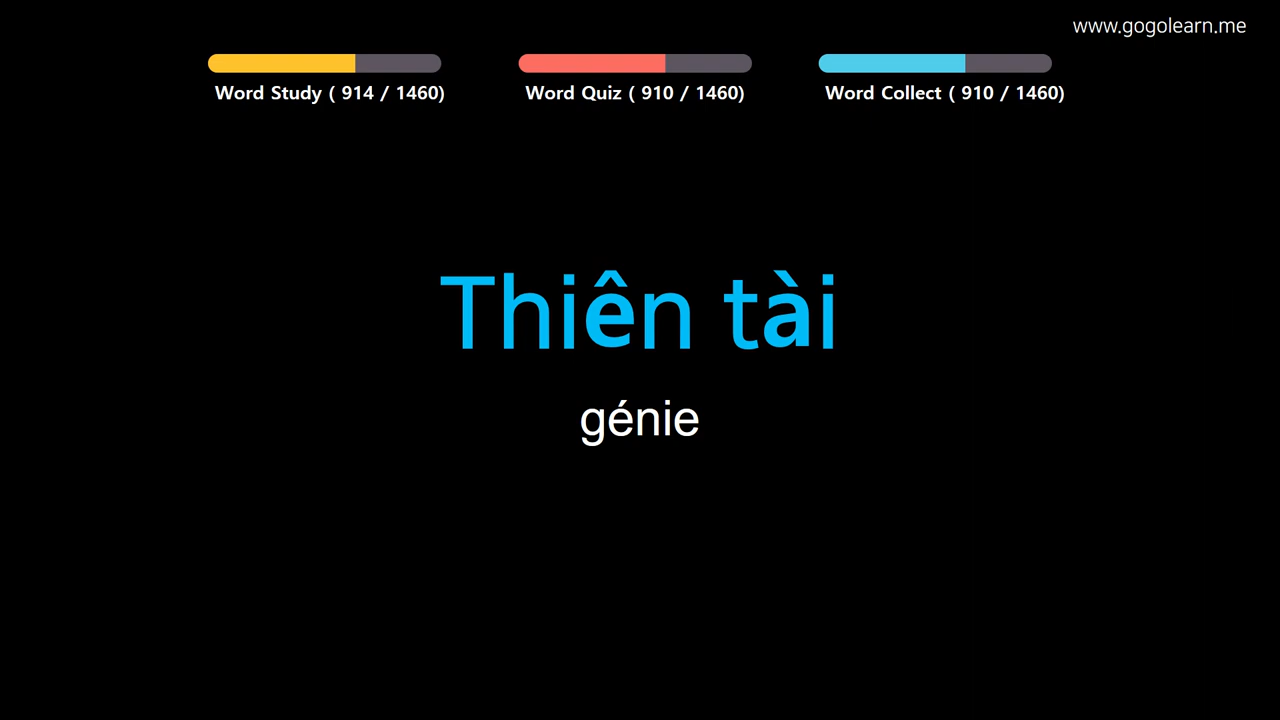 www.gogolearn.me
Word Study ( 914 / 1460)
Word Quiz ( 910 / 1460)
Word Collect ( 910 / 1460)
Thiên tài
génie